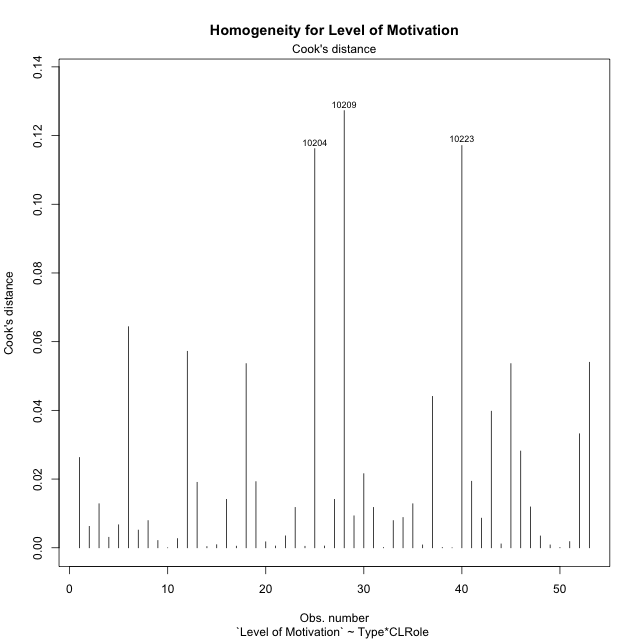 Homogeneity for Level of Motivation
Cook's distance
Cook's distance
0.14
0.12
0.10
0.08
0.06
0.04
0.02
0.00
10209
10204
10223
0 10 20 30 40 50
Obs. number
`Level of Motivation` ~ Type*CLRole